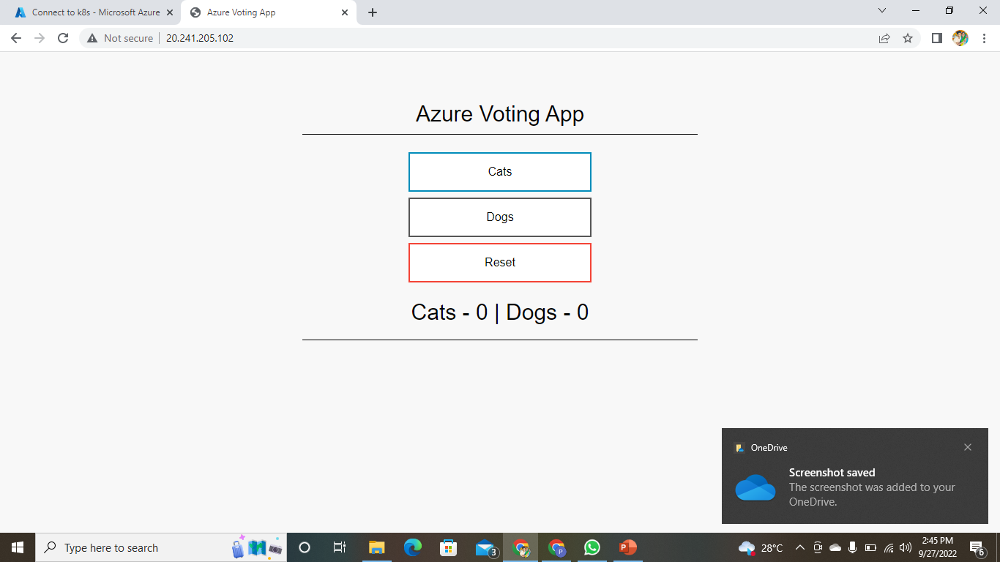 Connect to k8s - Microsoft Azure
Azure Voting App
Not secure
20.241.205.102
Azure Voting App
Cats
Dogs
Reset
Cats - 0 | Dogs - 0
OneDrive
Screenshot saved
The screenshot was added to your
OneDrive.
Type here to search
3
P
P
28°C
2:45 PM
9/27/2022
6